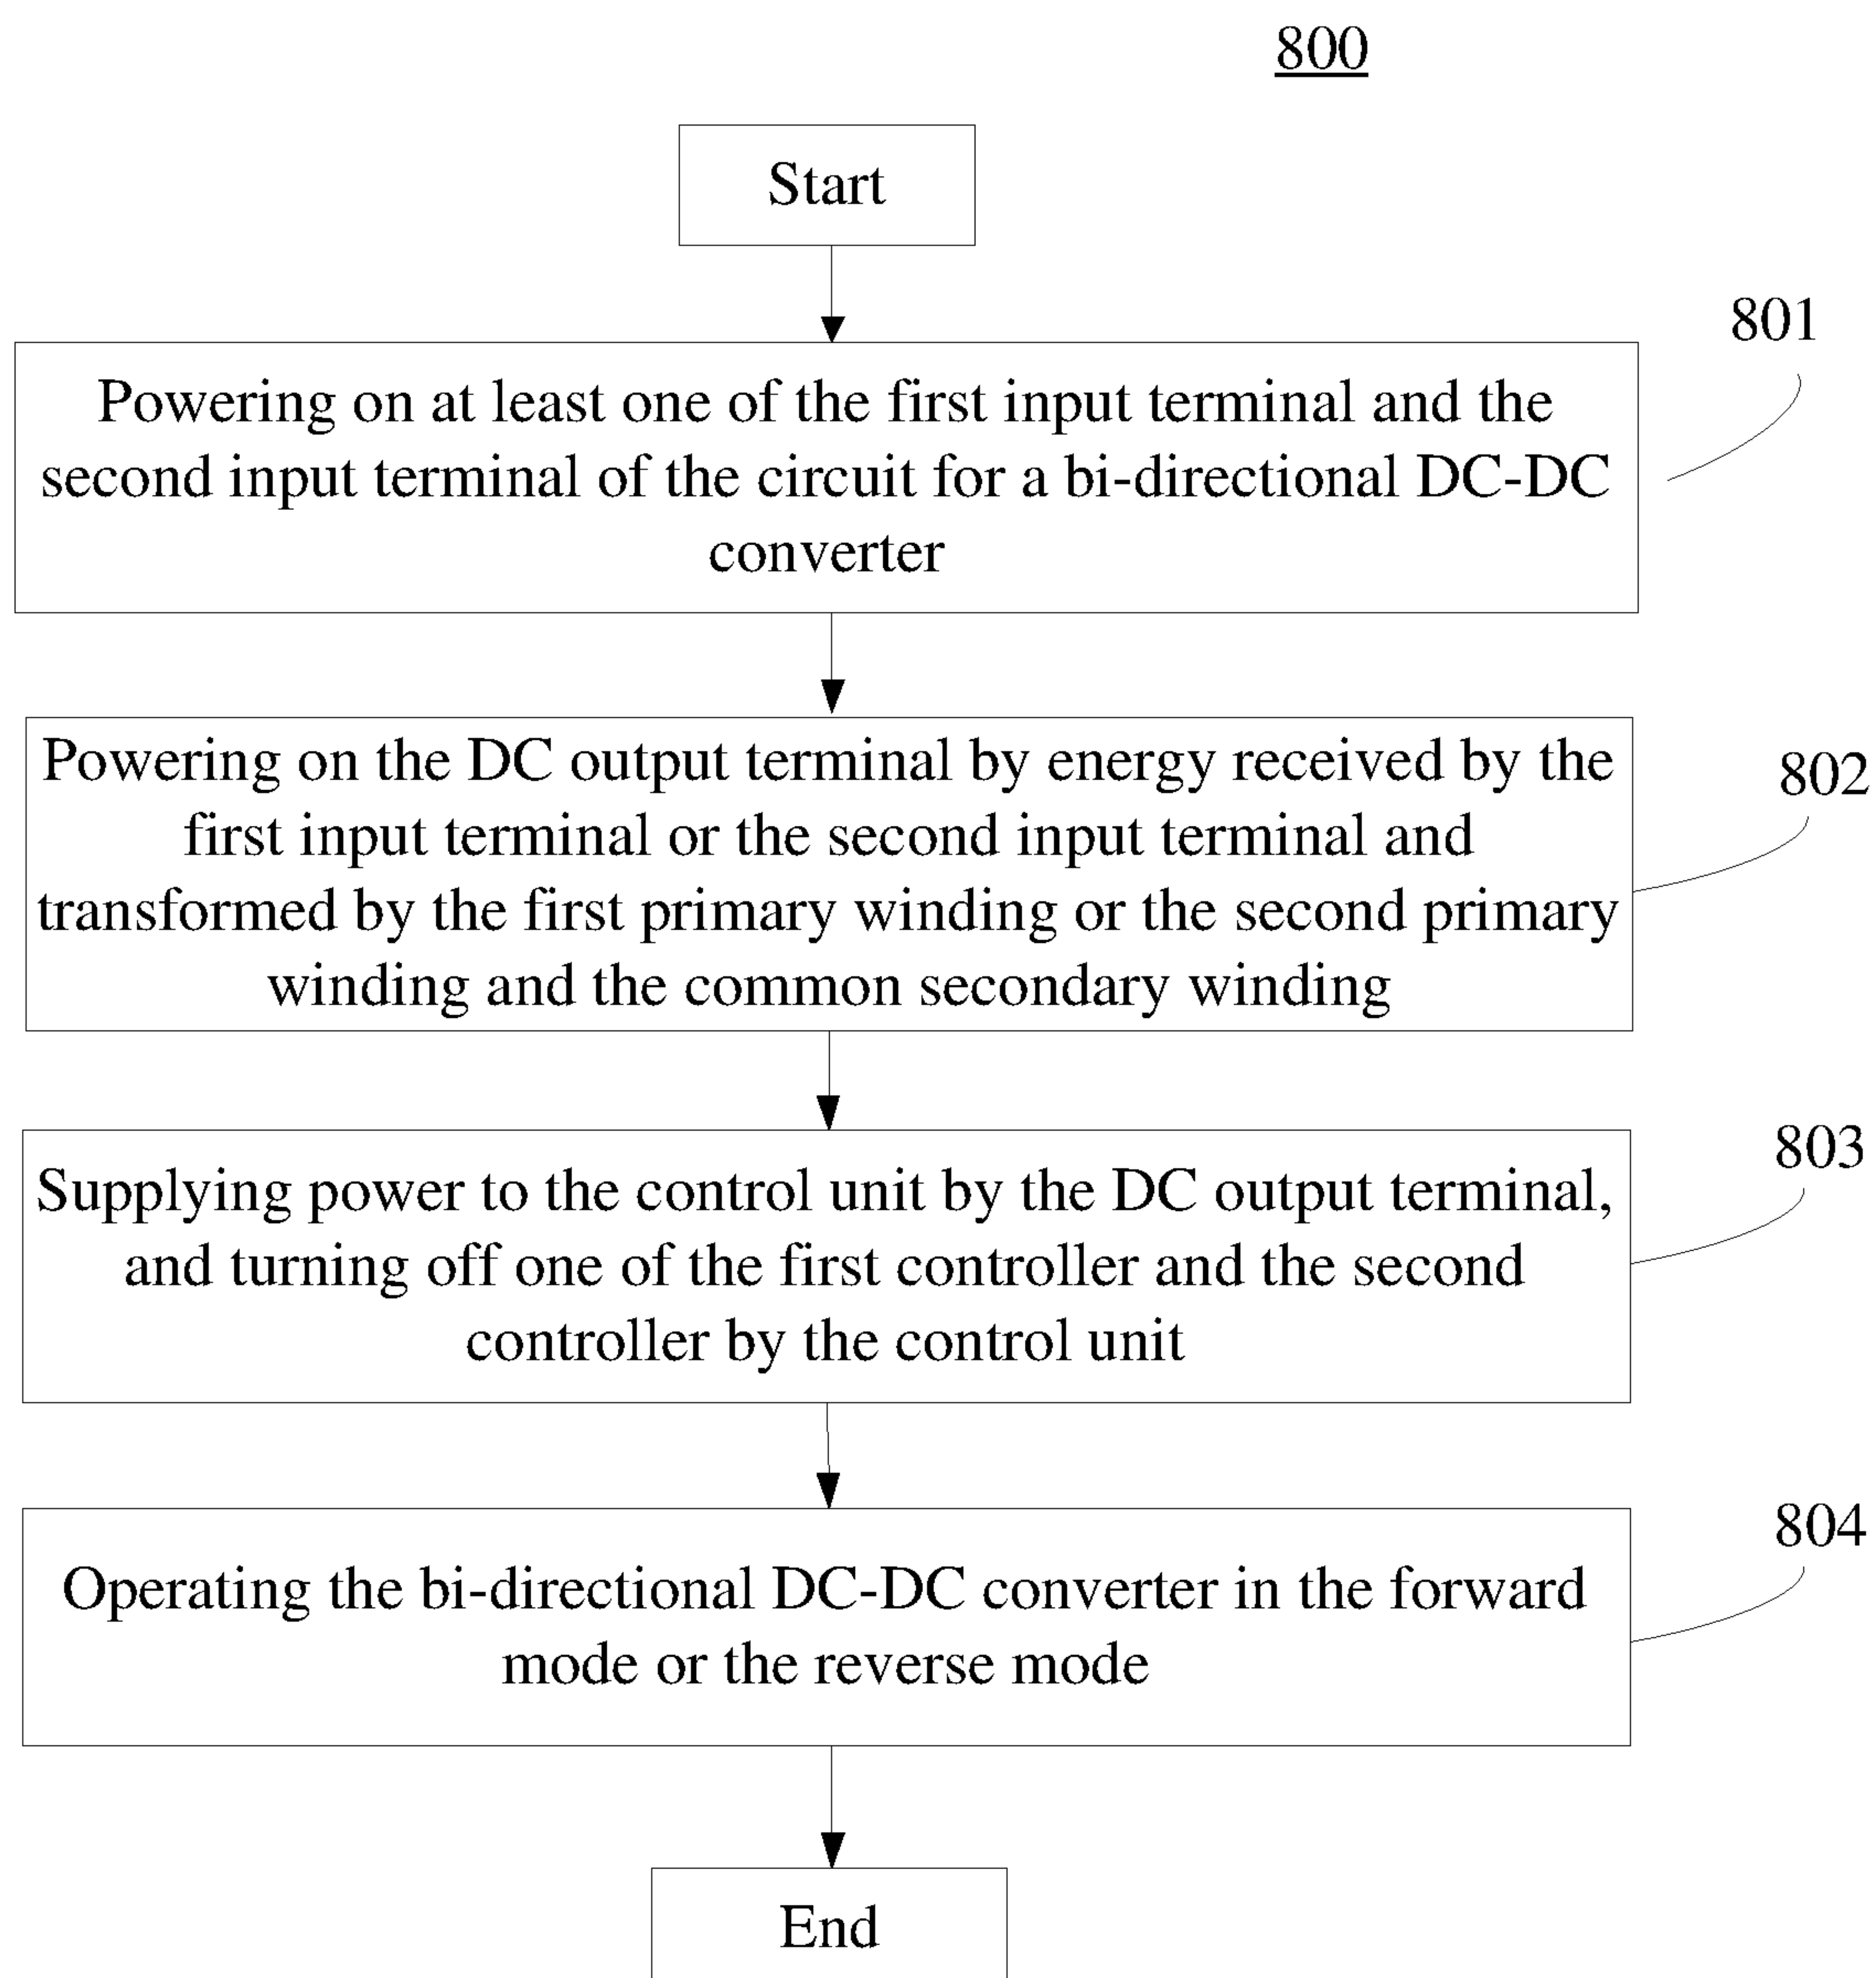 800
Start
801
Powering on at least one of the first input terminal and the
second input terminal of the circuit for a bi-directional DC-DC
converter
802
Powering on the DC output terminal by energy received by the
first input terminal or the second input terminal and
transformed by the first primary winding or the second primary
winding and the common secondary winding
803
Supplying power to the control unit by the DC output terminal,
and turning off one of the first controller and the second
controller by the control unit
804
Operating the bi-directional DC-DC converter in the forward
mode or the reverse mode
End